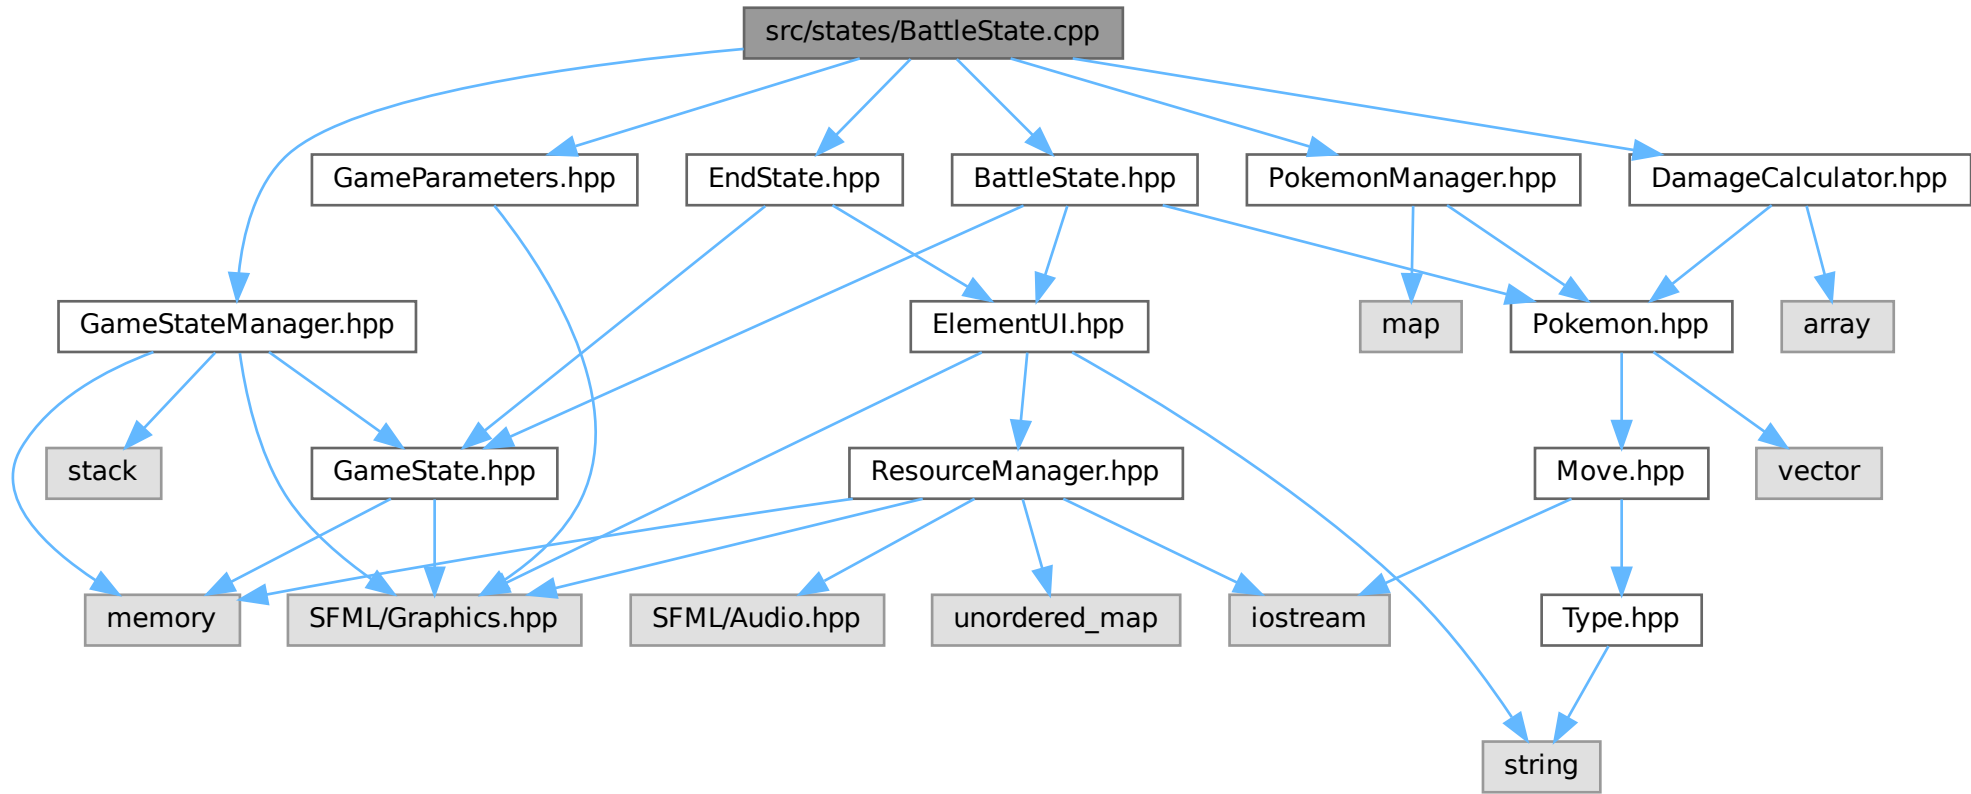 src/states/BattleState.cpp
GameParameters.hpp
EndState.hpp
BattleState.hpp
PokemonManager.hpp
DamageCalculator.hpp
GameStateManager.hpp
ElementUI.hpp
map
Pokemon.hpp
array
stack
GameState.hpp
ResourceManager.hpp
Move.hpp
vector
memory
SFML/Graphics.hpp
SFML/Audio.hpp
unordered_map
iostream
Type.hpp
string